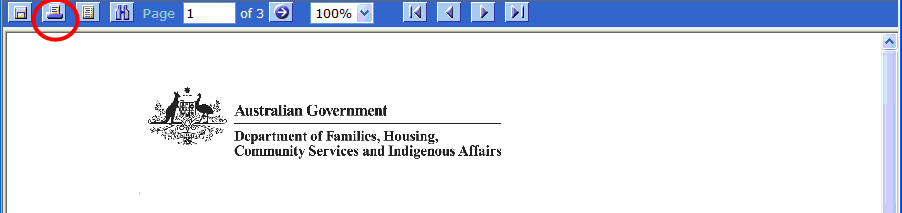 Page 1 of 3 100%
Australian Government
Department of Families, Housing,
Community Services and Indigenous Affairs